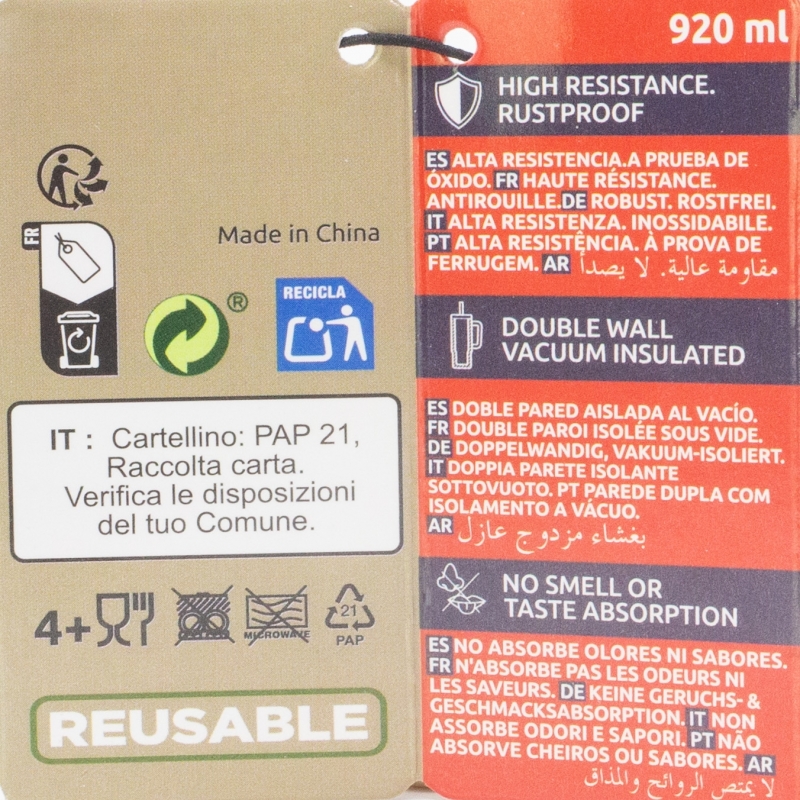 FR
Made in China
®
RECICLA
IT : Cartellino: PAP 21,
Raccolta carta.
Verifica le disposizioni
del tuo Comune.
4+
MICROWAVE
21
PAP
REUSABLE
920 ml
HIGH RESISTANCE.
RUSTPROOF
ES ALTA RESISTENCIA.A PRUEBA DE
ÓXIDO. FR HAUTE RÉSISTANCE.
ANTIROUILLE.DE ROBUST. ROSTFREI.
IT ALTA RESISTENZA. INOSSIDABILE.
PT ALTA RESISTÊNCIA. À PROVA DE
FERRUGEM. AR مقاومة عالية. لا يصدأ
DOUBLE WALL
VACUUM INSULATED
ES DOBLE PARED AISLADA AL VACÍO.
FR DOUBLE PAROI ISOLÉE SOUS VIDE.
DE DOPPELWANDIG, VAKUUM-ISOLIERT.
IT DOPPIA PARETE ISOLANTE
SOTTOVUOTO. PT PAREDE DUPLA COM
ISOLAMENTO A VÁCUO.
AR بغشاء مزدوج عازل
NO SMELL OR
TASTE ABSORPTION
ES NO ABSORBE OLORES NI SABORES.
FR N'ABSORBE PAS LES ODEURS NI
LES SAVEURS. DE KEINE GERUCHS- &
GESCHMACKSABSORPTION. IT NON
ASSORBE ODORI E SAPORI. PT NÃO
ABSORVE CHEIROS OU SABORES. AR
لا يمتص الروائح والمذاق